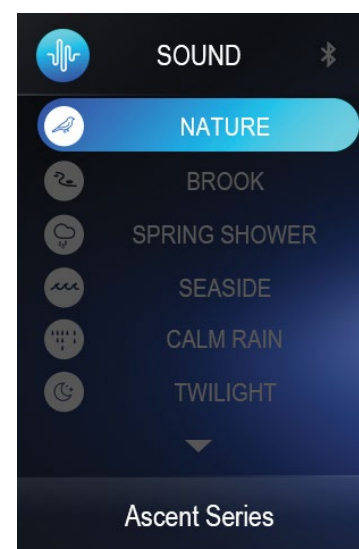 SOUND
NATURE
BROOK
SPRING SHOWER
SEASIDE
CALM RAIN
TWILIGHT
Ascent Series